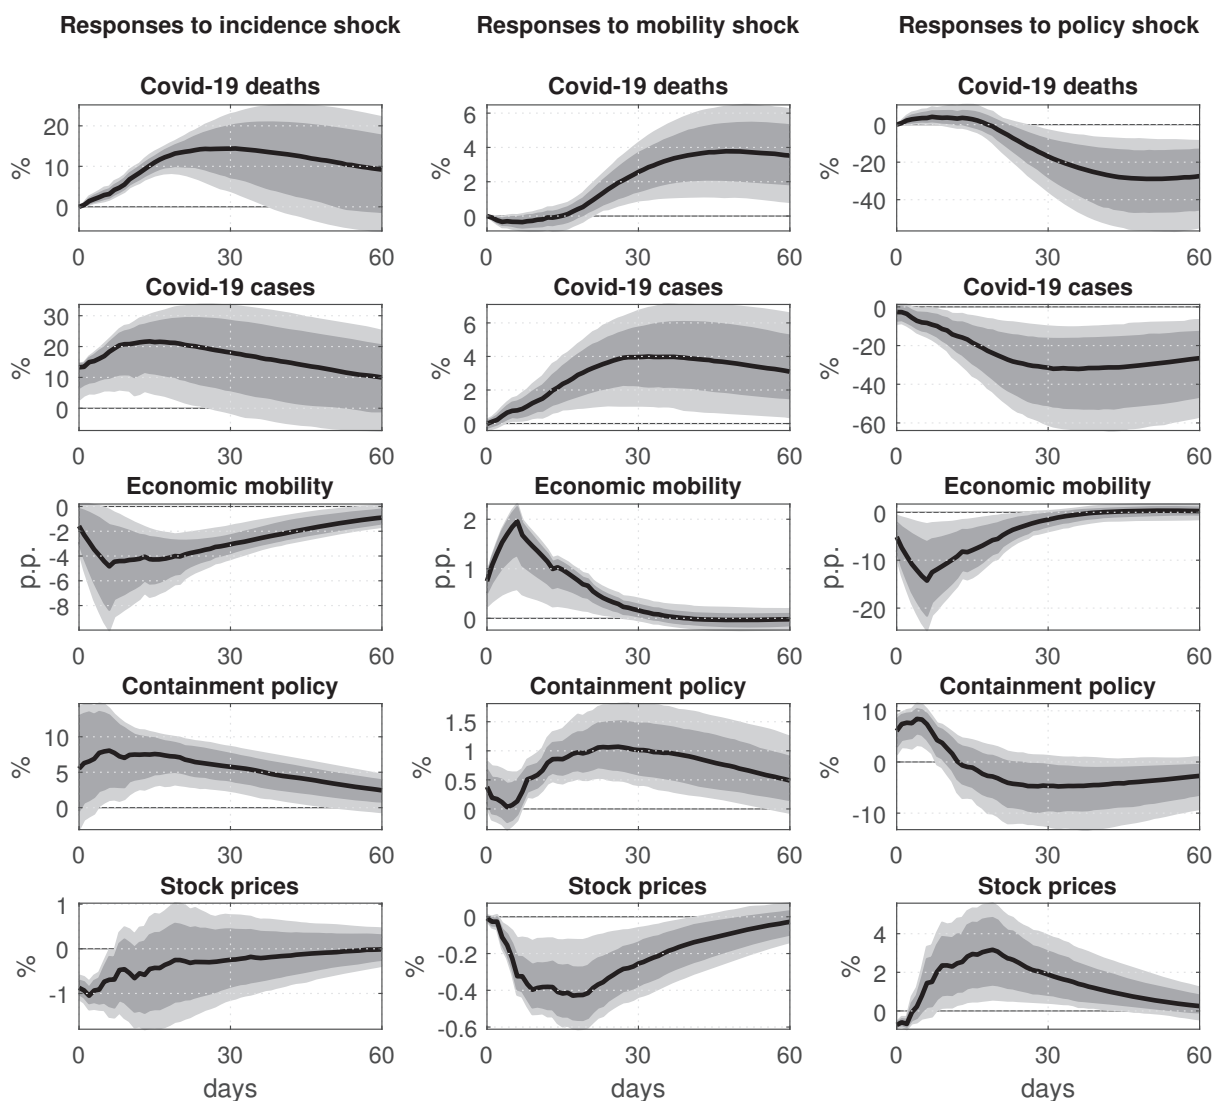 Responses to incidence shock Responses to mobility shock Responses to policy shock
Covid-19 deaths Covid-19 deaths Covid-19 deaths
20
10
0
%
0 30 60
6
4
2
0
%
0 30 60
0
-20
-40
%
0 30 60
Covid-19 cases Covid-19 cases Covid-19 cases
30
20
10
0
%
0 30 60
6
4
2
0
%
0 30 60
0
-20
-40
-60
%
0 30 60
Economic mobility Economic mobility Economic mobility
0
-2
-4
-6
-8
p.p.
0 30 60
2
1
0
p.p.
0 30 60
0
-10
-20
p.p.
0 30 60
Containment policy Containment policy Containment policy
10
5
0
%
0 30 60
1.5
1
0.5
0
%
0 30 60
10
0
-10
%
0 30 60
Stock prices Stock prices Stock prices
1
0
-1
%
0 30 60
days
0
-0.2
-0.4
-0.6
%
0 30 60
days
4
2
0
%
0 30 60
days